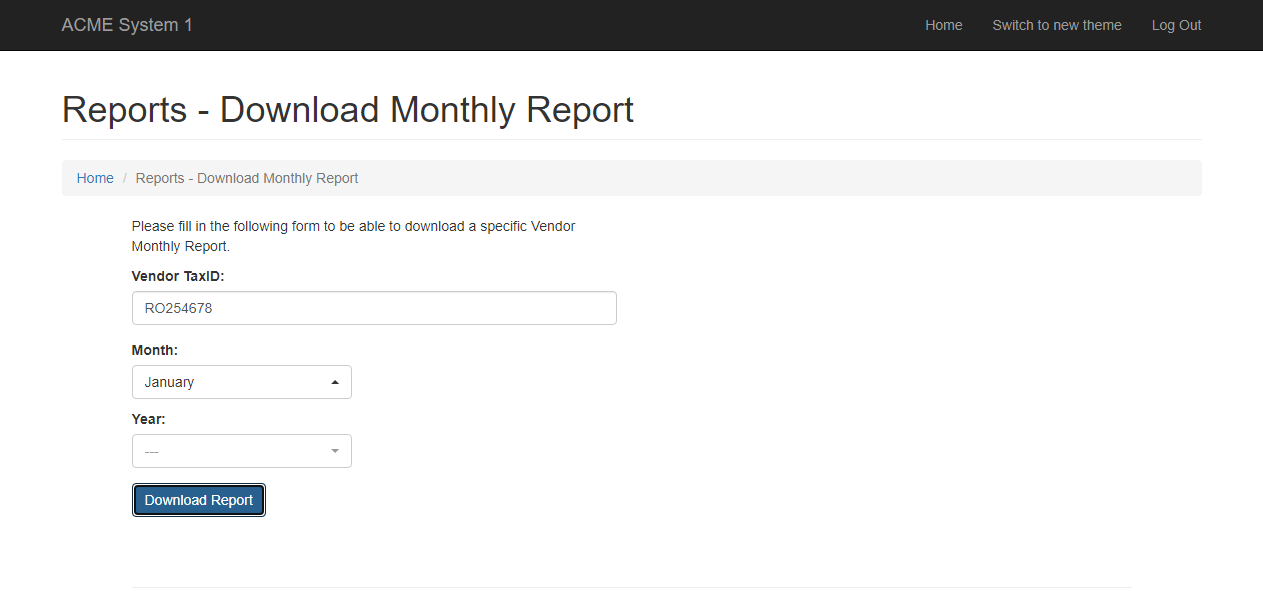 ACME System 1
Home
Switch to new theme
Log Out
Reports - Download Monthly Report
Home / Reports - Download Monthly Report
Please fill in the following form to be able to download a specific Vendor
Monthly Report.
Vendor TaxID:
RO254678
Month:
January
Year:
---
Download Report